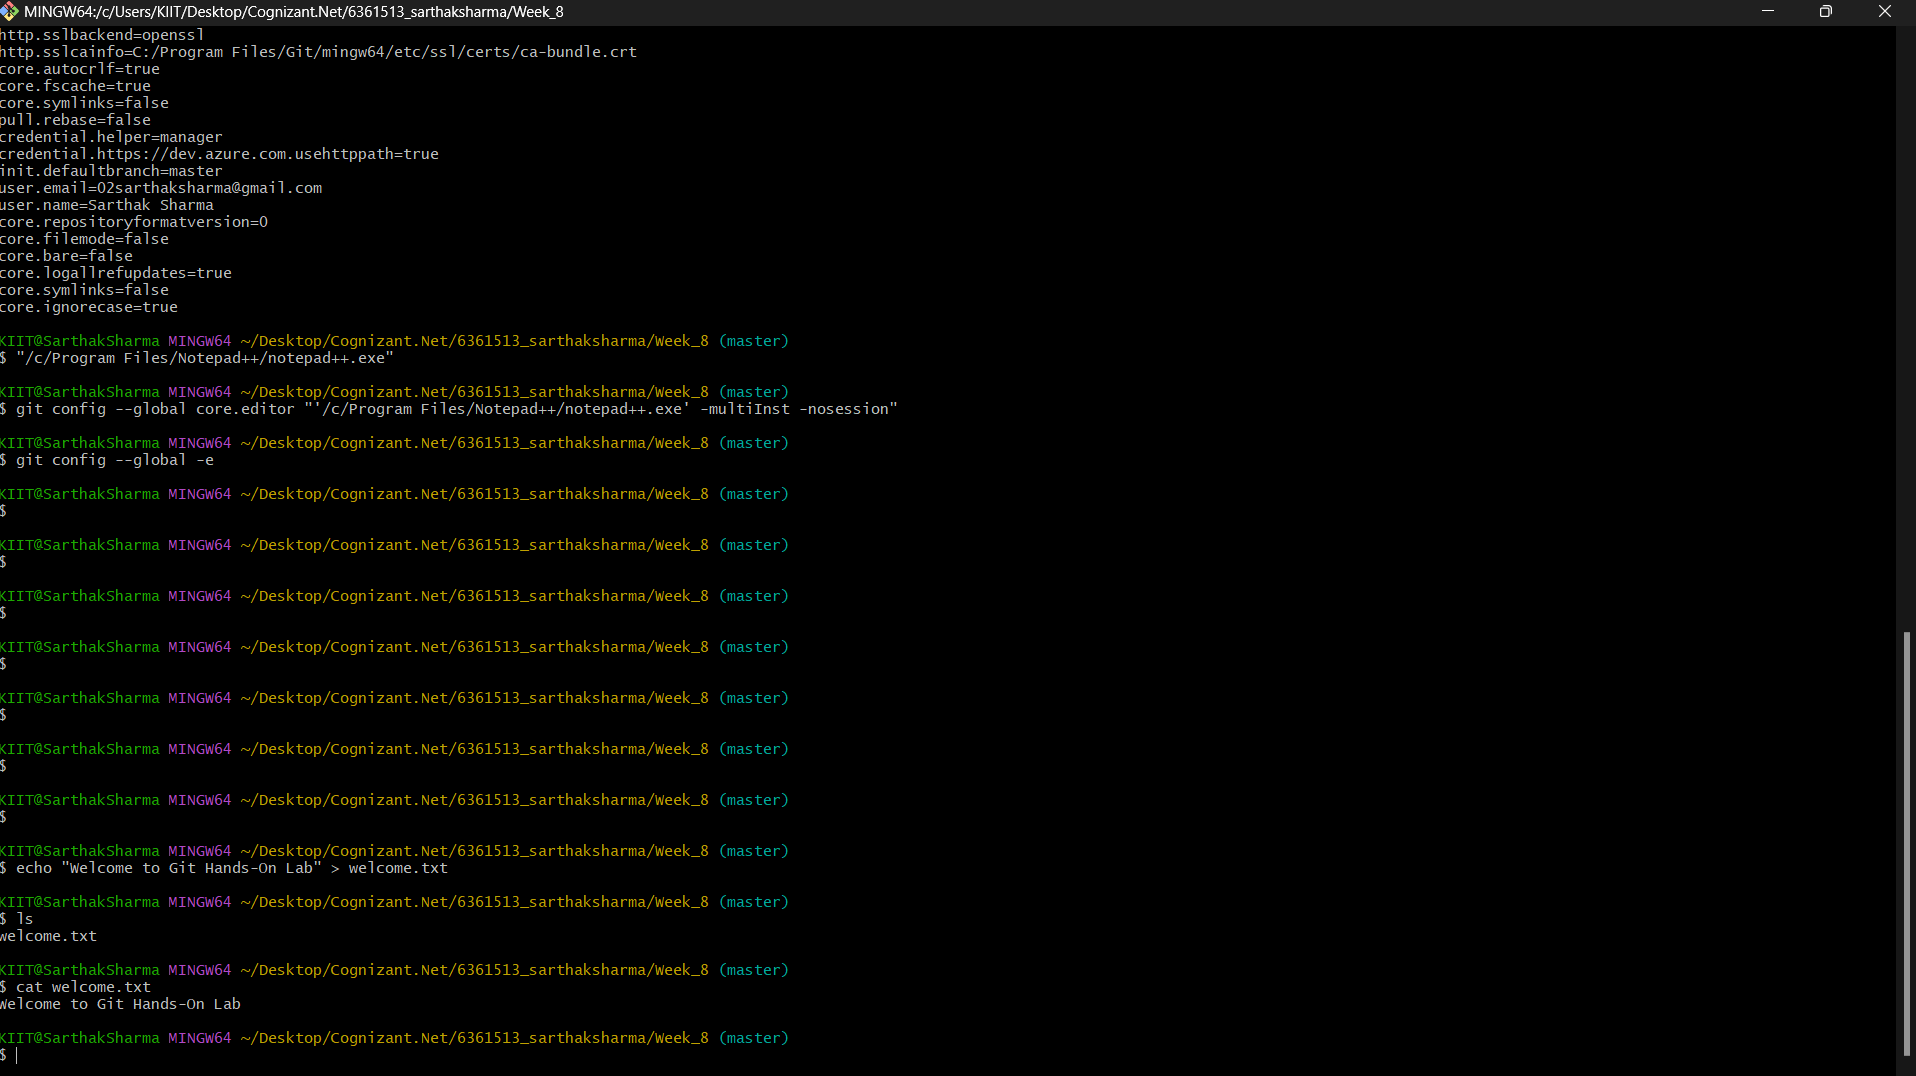 MINGW64:/c/Users/KIIT/Desktop/Cognizant.Net/6361513_sarthaksharma/Week_8
http.sslbackend=openssl
http.sslcainfo=C:/Program Files/Git/mingw64/etc/ssl/certs/ca-bundle.crt
core.autocrlf=true
core.fscache=true
core.symlinks=false
pull.rebase=false
credential.helper=manager
credential.https://dev.azure.com.usehttppath=true
init.defaultbranch=master
user.email=02sarthaksharma@gmail.com
user.name=Sarthak Sharma
core.repositoryformatversion=0
core.filemode=false
core.bare=false
core.logallrefupdates=true
core.symlinks=false
core.ignorecase=true
KIIT@SarthakSharma MINGW64 ~/Desktop/Cognizant.Net/6361513_sarthaksharma/Week_8 (master)
$ "/c/Program Files/Notepad++/notepad++.exe"
KIIT@SarthakSharma MINGW64 ~/Desktop/Cognizant.Net/6361513_sarthaksharma/Week_8 (master)
$ git config --global core.editor "'/c/Program Files/Notepad++/notepad++.exe' -multiInst -nosession"
KIIT@SarthakSharma MINGW64 ~/Desktop/Cognizant.Net/6361513_sarthaksharma/Week_8 (master)
$ git config --global -e
KIIT@SarthakSharma MINGW64 ~/Desktop/Cognizant.Net/6361513_sarthaksharma/Week_8 (master)
$
KIIT@SarthakSharma MINGW64 ~/Desktop/Cognizant.Net/6361513_sarthaksharma/Week_8 (master)
$
KIIT@SarthakSharma MINGW64 ~/Desktop/Cognizant.Net/6361513_sarthaksharma/Week_8 (master)
$
KIIT@SarthakSharma MINGW64 ~/Desktop/Cognizant.Net/6361513_sarthaksharma/Week_8 (master)
$
KIIT@SarthakSharma MINGW64 ~/Desktop/Cognizant.Net/6361513_sarthaksharma/Week_8 (master)
$
KIIT@SarthakSharma MINGW64 ~/Desktop/Cognizant.Net/6361513_sarthaksharma/Week_8 (master)
$
KIIT@SarthakSharma MINGW64 ~/Desktop/Cognizant.Net/6361513_sarthaksharma/Week_8 (master)
$
KIIT@SarthakSharma MINGW64 ~/Desktop/Cognizant.Net/6361513_sarthaksharma/Week_8 (master)
$ echo "Welcome to Git Hands-On Lab" > welcome.txt
KIIT@SarthakSharma MINGW64 ~/Desktop/Cognizant.Net/6361513_sarthaksharma/Week_8 (master)
$ ls
welcome.txt
KIIT@SarthakSharma MINGW64 ~/Desktop/Cognizant.Net/6361513_sarthaksharma/Week_8 (master)
$ cat welcome.txt
Welcome to Git Hands-On Lab
KIIT@SarthakSharma MINGW64 ~/Desktop/Cognizant.Net/6361513_sarthaksharma/Week_8 (master)
$